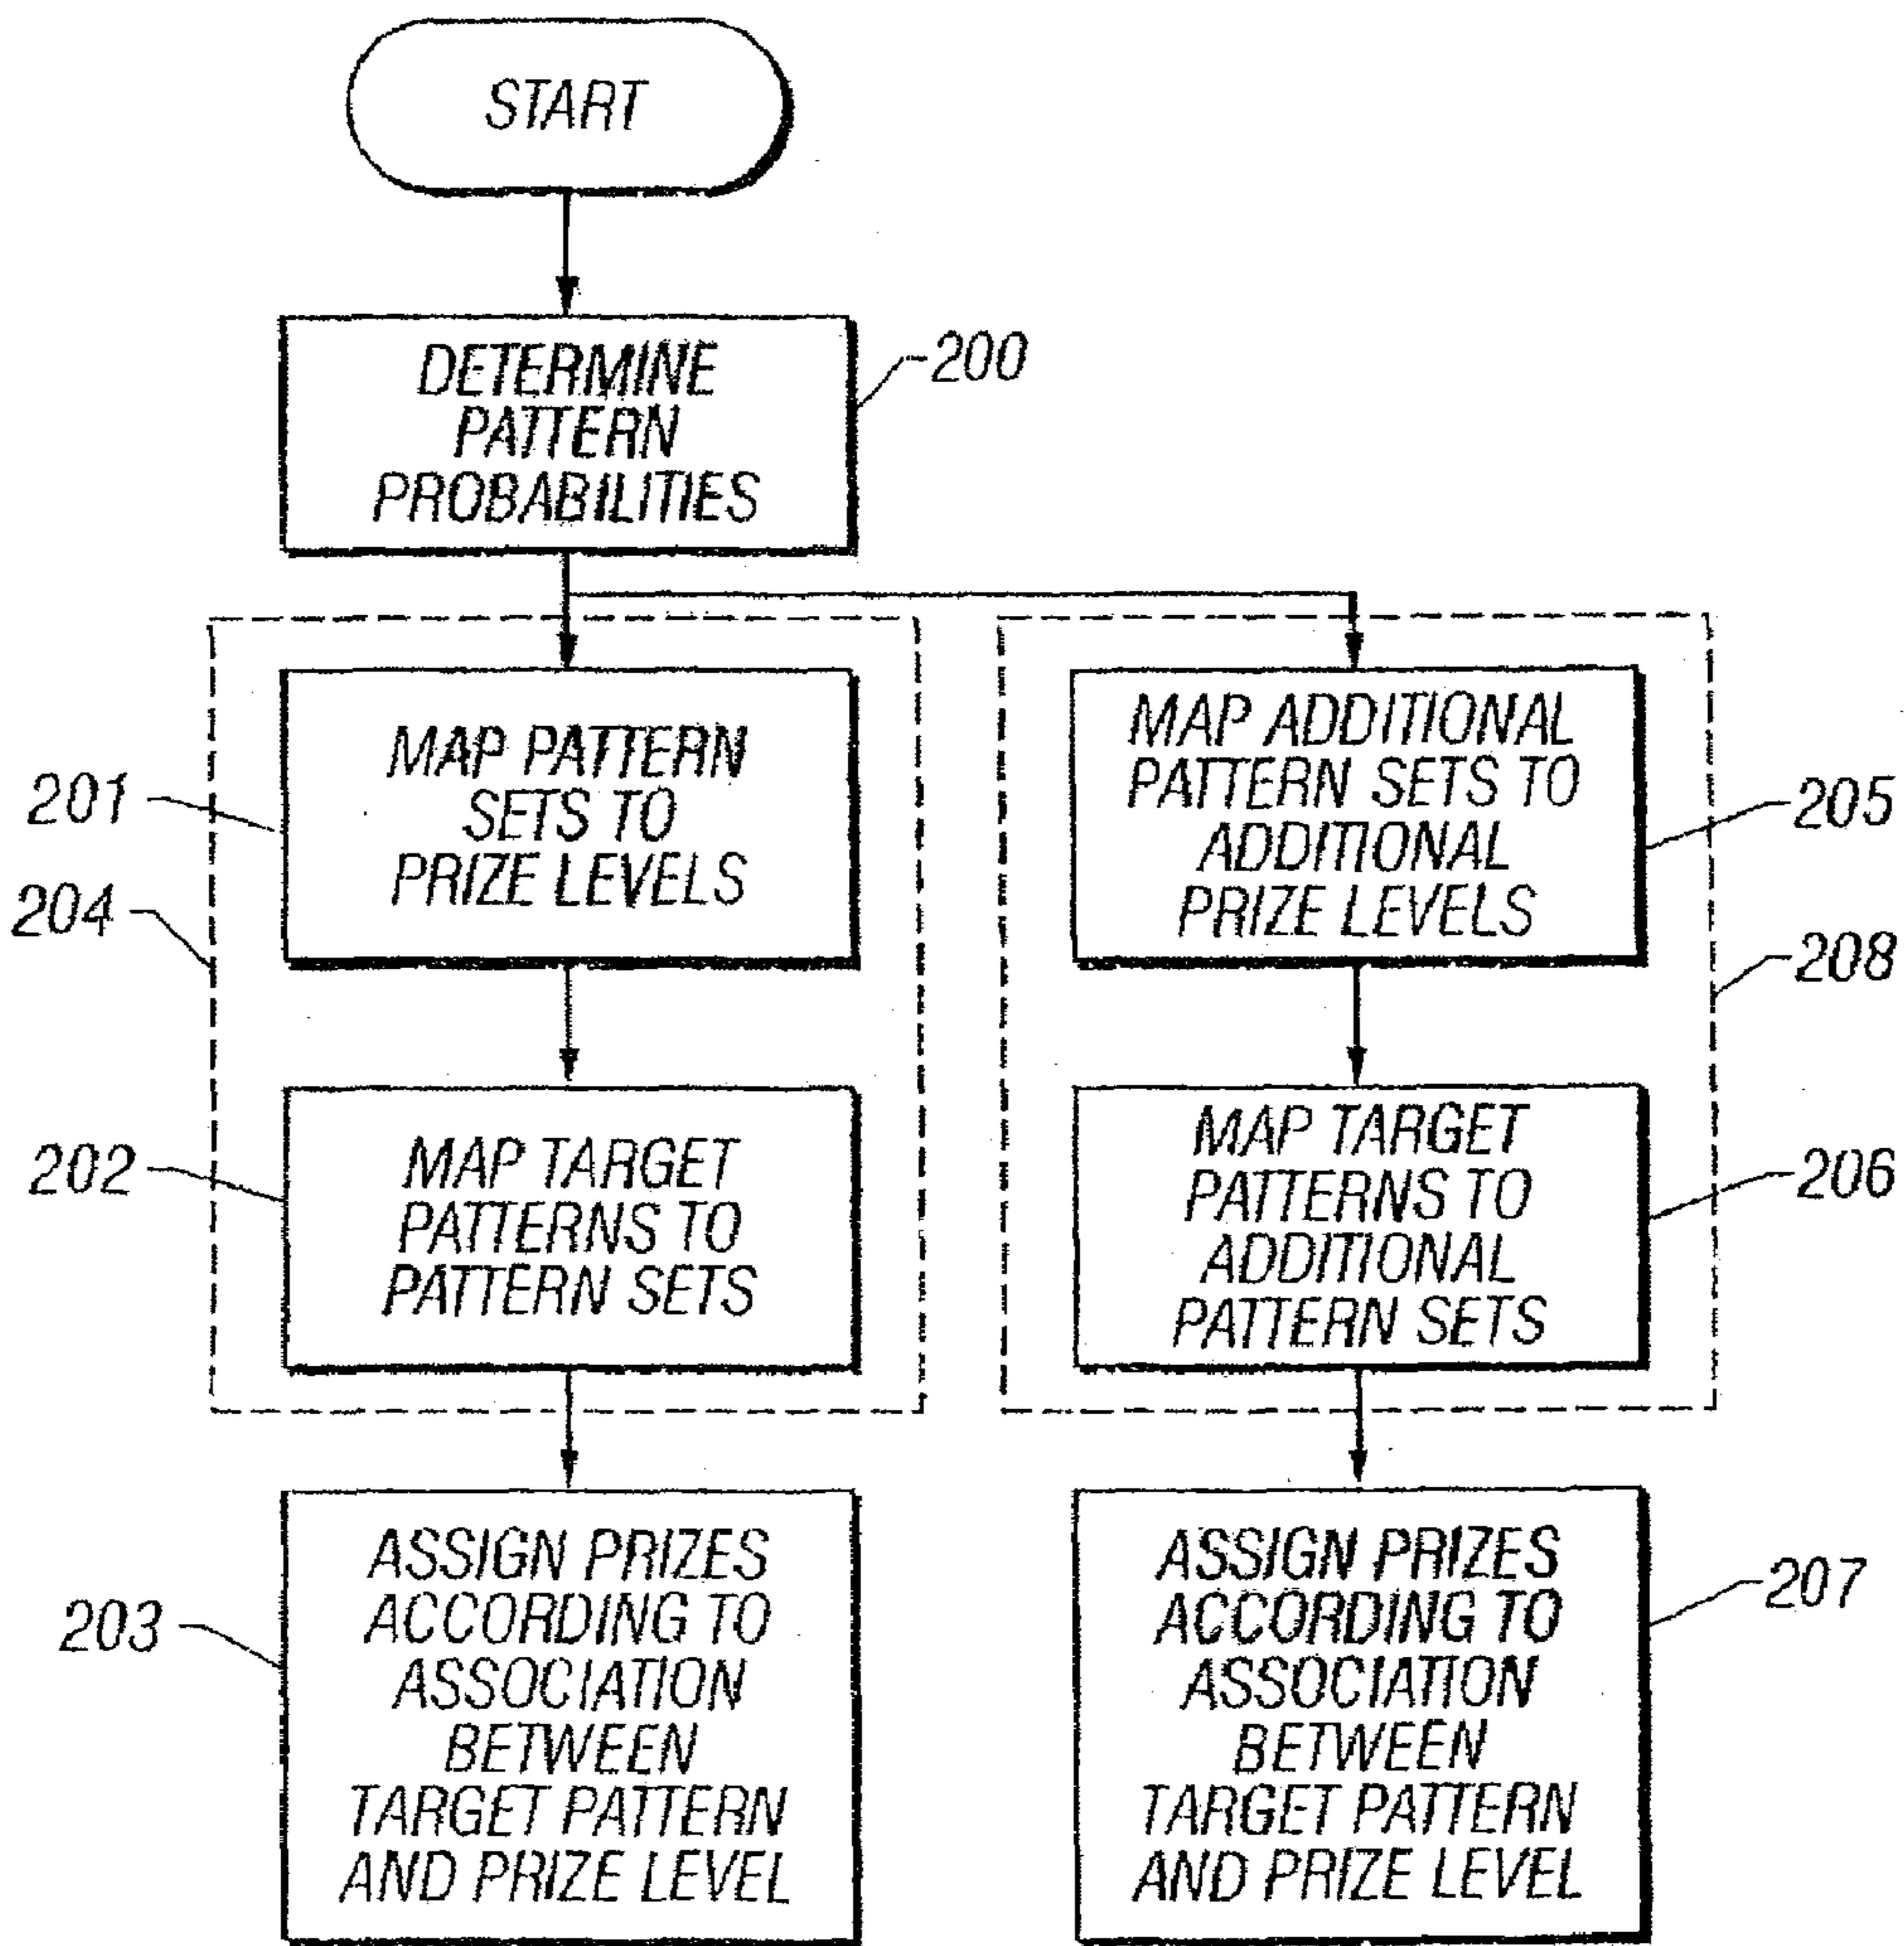 START
DETERMINE
PATTERN
PROBABILITIES
200
MAP PATTERN
SETS TO
PRIZE LEVELS
201
204
MAP ADDITIONAL
PATTERN SETS TO
ADDITIONAL
PRIZE LEVELS
205
208
MAP TARGET
PATTERNS TO
PATTERN SETS
202
MAP TARGET
PATTERNS TO
ADDITIONAL
PATTERN SETS
206
ASSIGN PRIZES
ACCORDING TO
ASSOCIATION
BETWEEN
TARGET PATTERN
AND PRIZE LEVEL
203
ASSIGN PRIZES
ACCORDING TO
ASSOCIATION
BETWEEN
TARGET PATTERN
AND PRIZE LEVEL
207